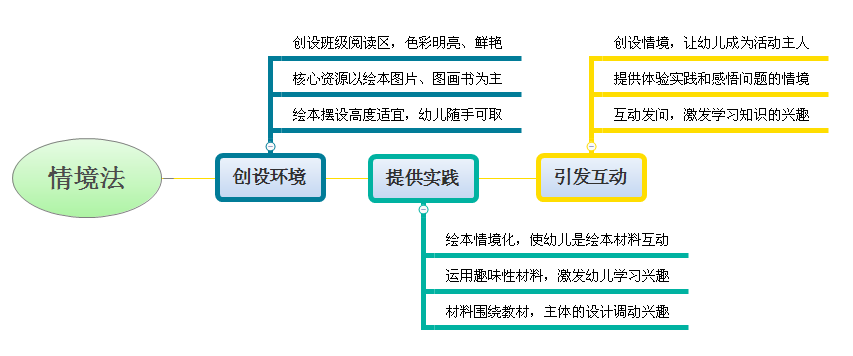 情境法
创设环境
创设班级阅读区，色彩明亮、鲜艳
核心资源以绘本图片、图画书为主
绘本摆设高度适宜，幼儿随手可取
提供实践
绘本情境化，使幼儿是绘本材料互动
运用趣味性材料，激发幼儿学习兴趣
材料围绕教材，主体的设计调动兴趣
引发互动
创设情境，让幼儿成为活动主人
提供体验实践和感悟问题的情境
互动发问，激发学习知识的兴趣